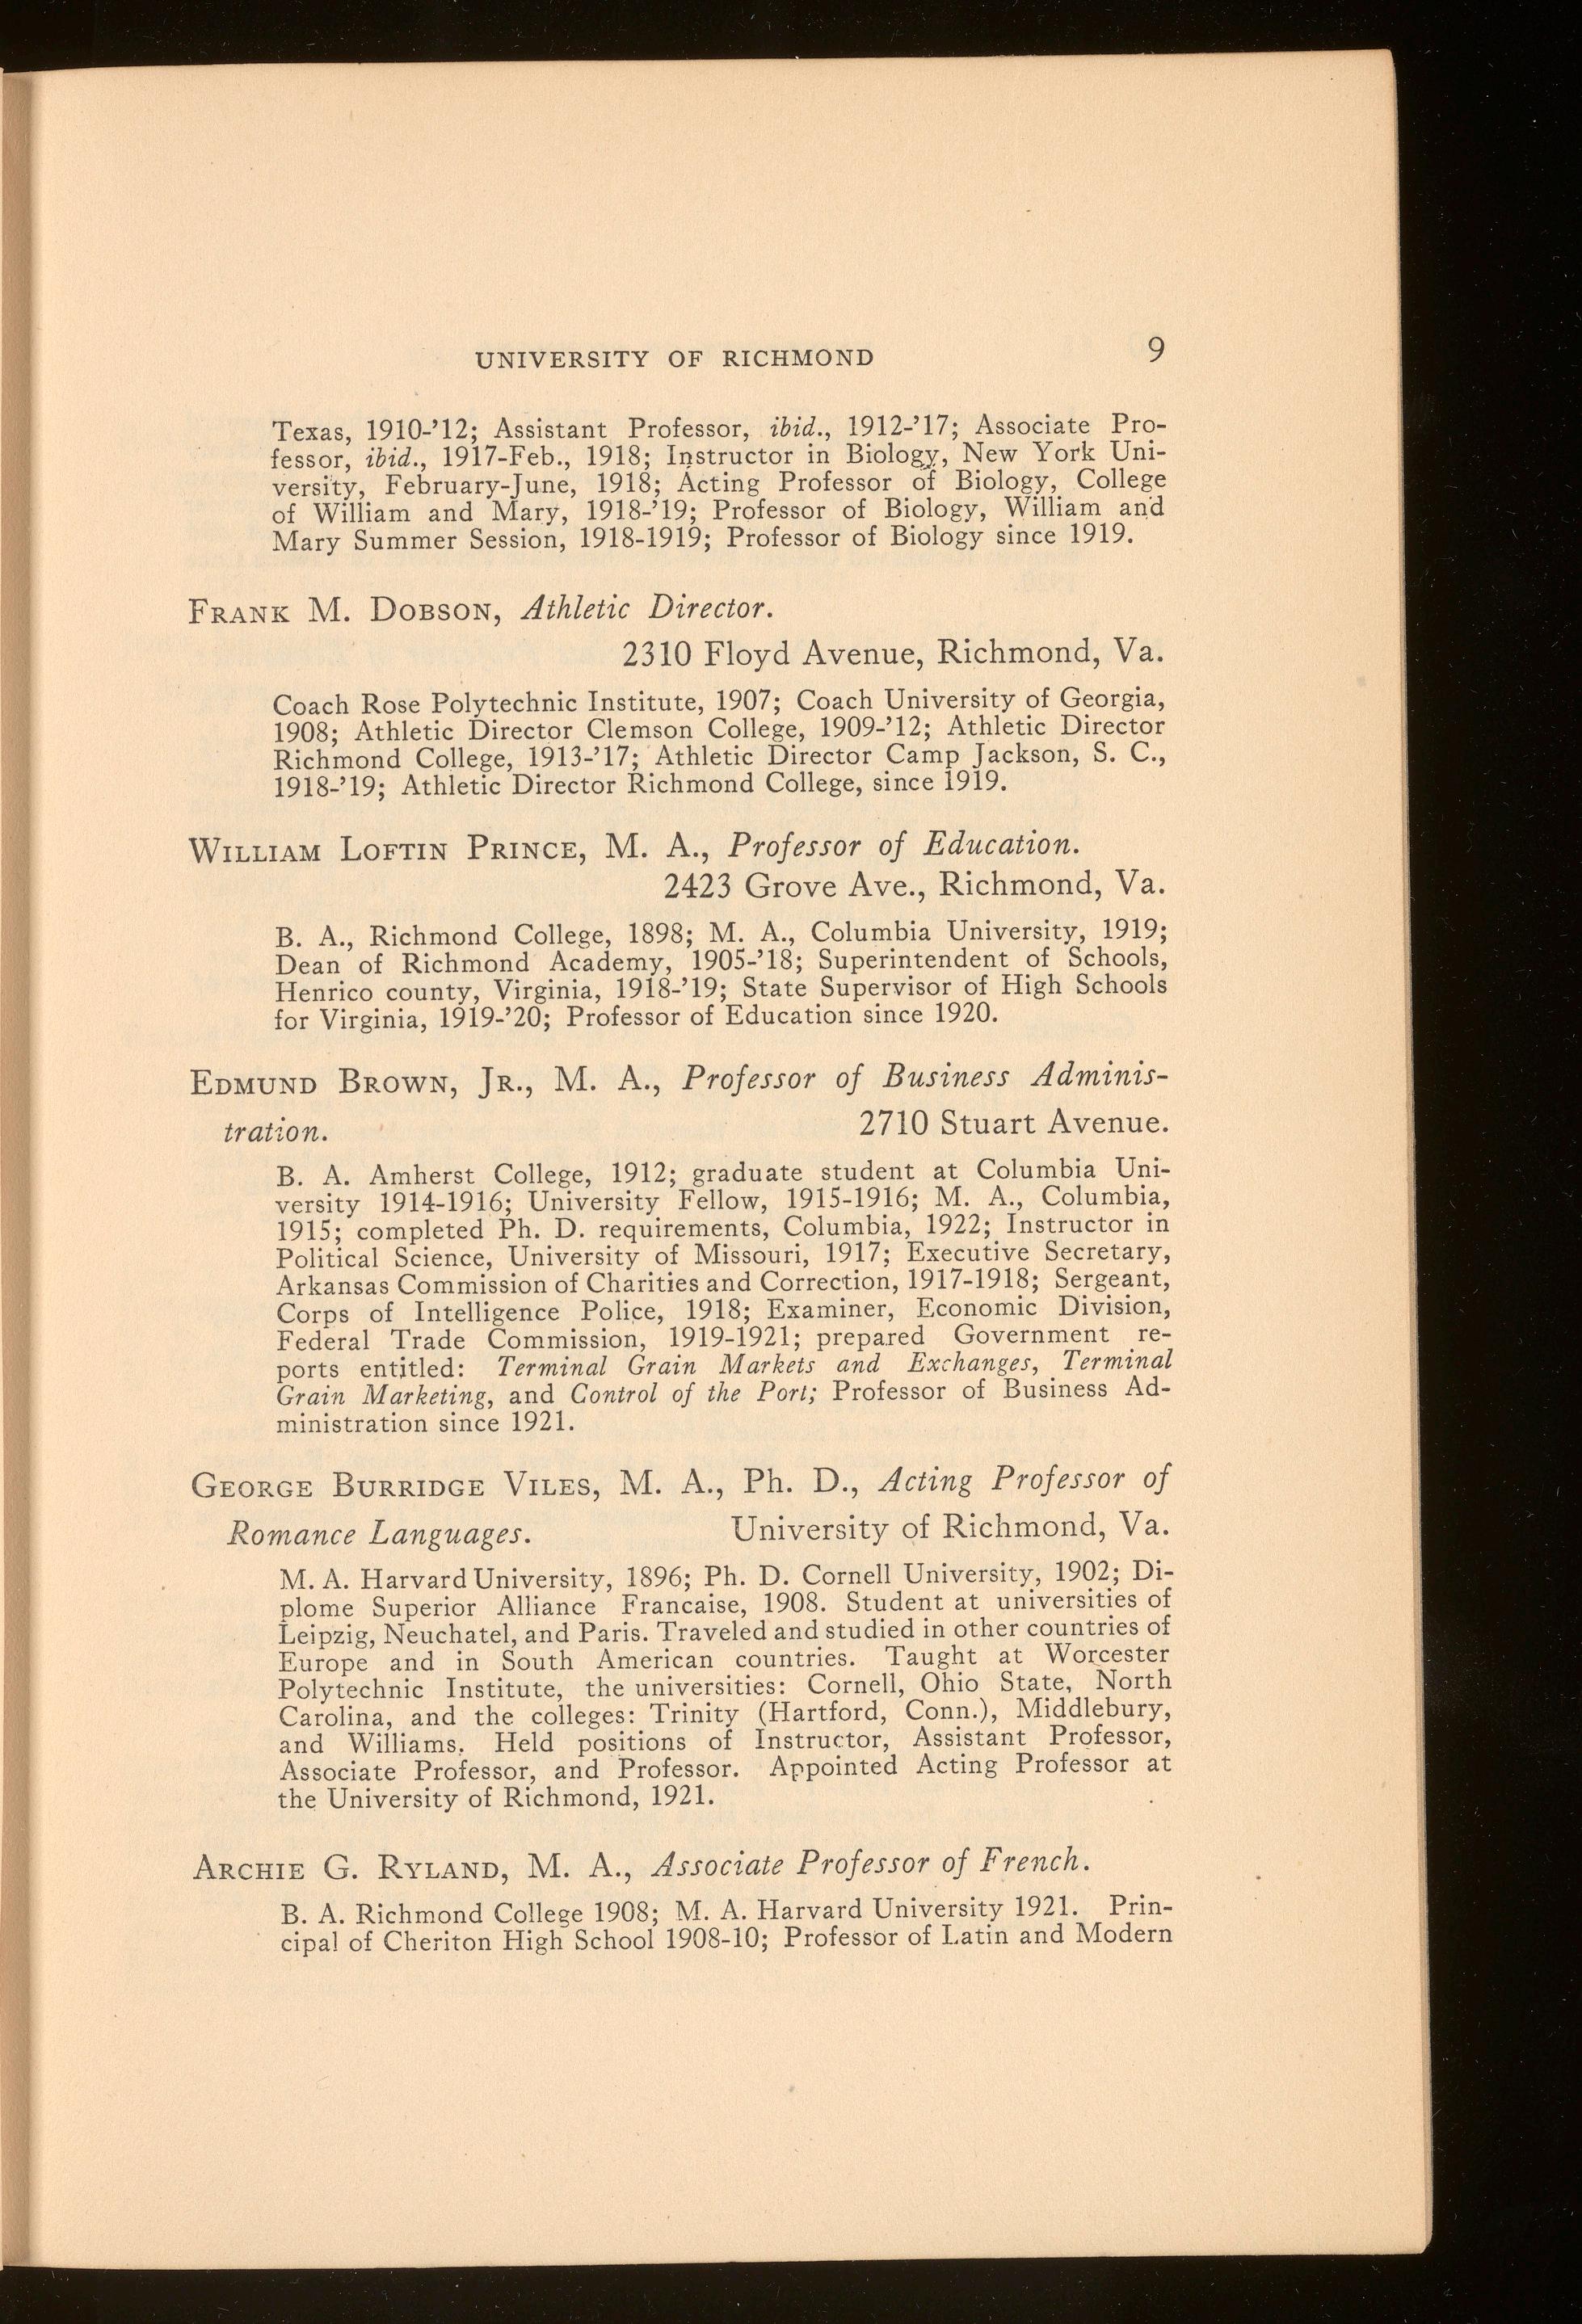 UNIVERSITY OF RICHMOND 9
Texas, 1910-'12; Assistant Professor, ibid., 1912-'17; Associate Pro-
fessor, ibid., 1917-Feb., 1918; Instructor in Biology, New York Uni-
versity, February-June, 1918; Acting Professor of Biology, College
of William and Mary, 1918-'19; Professor of Biology, William and
Mary Summer Session, 1918-1919; Professor of Biology since 1919.
FRANK M. DOBSON, Athletic Director.
2310 Floyd Avenue, Richmond, Va.
Coach Rose Polytechnic Institute, 1907; Coach University of Georgia,
1908; Athletic Director Clemson College, 1909-'12; Athletic Director
Richmond College, 1913-'17; Athletic Director Camp Jackson, S. C.,
1918-'19; Athletic Director Richmond College, since 1919.
WILLIAM LOFTIN PRINCE, M. A., Professor of Education.
2423 Grove Ave., Richmond, Va.
B. A., Richmond College, 1898; M. A., Columbia University, 1919;
Dean of Richmond Academy, 1905-'18; Superintendent of Schools,
Henrico county, Virginia, 1918-'19; State Supervisor of High Schools
for Virginia, 1919-'20; Professor of Education since 1920.
EDMUND BROWN, JR., M. A., Professor of Business Adminis-
tration. 2710 Stuart Avenue.
B. A. Amherst College, 1912; graduate student at Columbia Uni-
versity 1914-1916; University Fellow, 1915-1916; M. A., Columbia,
1915; completed Ph. D. requirements, Columbia, 1922; Instructor in
Political Science, University of Missouri, 1917; Executive Secretary,
Arkansas Commission of Charities and Correction, 1917-1918; Sergeant,
Corps of Intelligence Police, 1918; Examiner, Economic Division,
Federal Trade Commission, 1919-1921; prepared Government re-
ports entitled: Terminal Grain Markets and Exchanges, Terminal
Grain Marketing, and Control of the Port; Professor of Business Ad-
ministration since 1921.
GEORGE BURRIDGE VILES, M. A., Ph. D., Acting Professor of
Romance Languages. University of Richmond, Va.
M. A. Harvard University, 1896; Ph. D. Cornell University, 1902; Di-
plome Superior Alliance Francaise, 1908. Student at universities of
Leipzig, Neuchatel, and Paris. Traveled and studied in other countries of
Europe and in South American countries. Taught at Worcester
Polytechnic Institute, the universities: Cornell, Ohio State, North
Carolina, and the colleges: Trinity (Hartford, Conn.), Middlebury,
and Williams. Held positions of Instructor, Assistant Professor,
Associate Professor, and Professor. Appointed Acting Professor at
the University of Richmond, 1921.
ARCHIE G. RYLAND, M. A., Associate Professor of French.
B. A. Richmond College 1908; M. A. Harvard University 1921. Prin-
cipal of Cheriton High School 1908-10; Professor of Latin and Modern